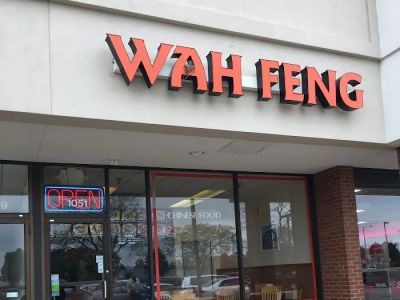 WAH FENG
OPEN
1051
CHINESE FOOD